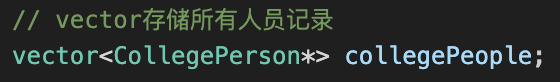 // vector存储所有人员记录
vector<CollegePerson*> collegePeople;